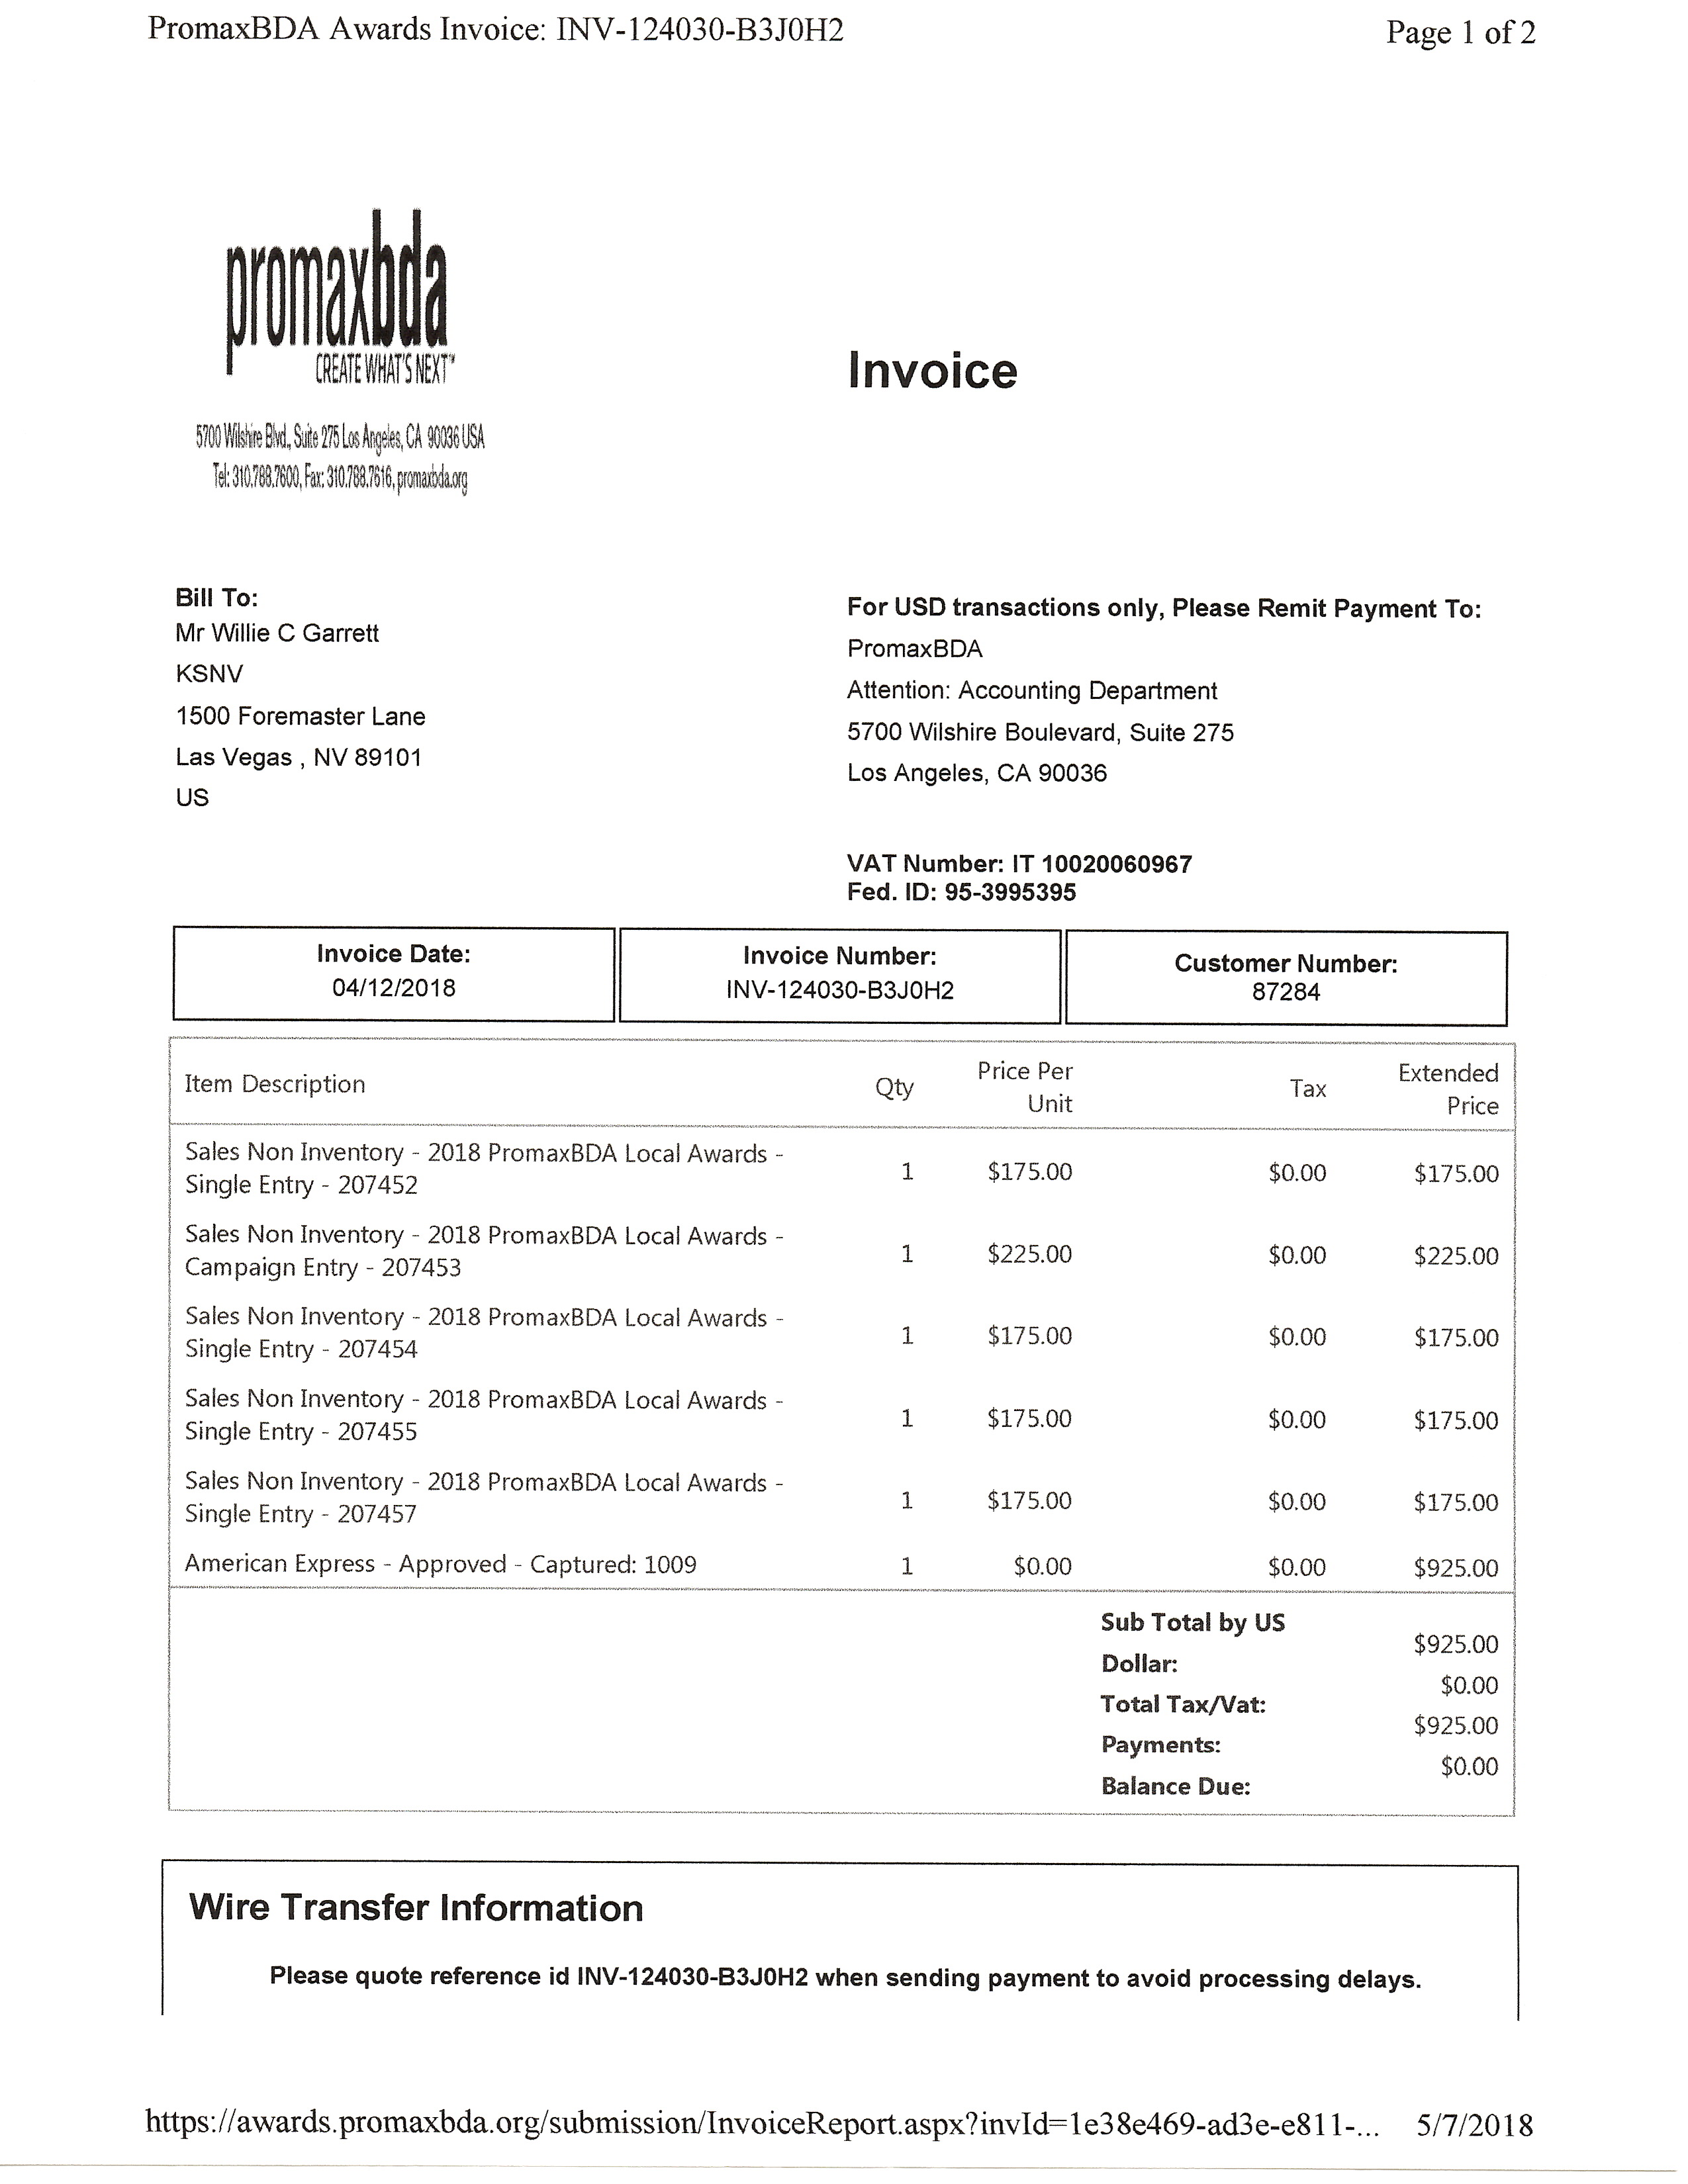 PromaxBDA Awards Invoice: INV-124030-B3J0H2 Page 1 of 2
promaxbda
CREATE WHAT'S NEXT™
5700 Wilshire Blvd., Suite 275 Los Angeles, CA 90036 USA
Tel: 310.788.7600, Fax: 310.788.7616, promaxbda.org
Invoice
Bill To:
Mr Willie C Garrett
KSNV
1500 Foremaster Lane
Las Vegas , NV 89101
US
For USD transactions only, Please Remit Payment To:
PromaxBDA
Attention: Accounting Department
5700 Wilshire Boulevard, Suite 275
Los Angeles, CA 90036
VAT Number: IT 10020060967
Fed. ID: 95-3995395
Invoice Date:
04/12/2018
Invoice Number:
INV-124030-B3J0H2
Customer Number:
87284
Item Description Qty Price Per Unit Tax Extended Price
Sales Non Inventory - 2018 PromaxBDA Local Awards -
Single Entry - 207452 1 $175.00 $0.00 $175.00
Sales Non Inventory - 2018 PromaxBDA Local Awards -
Campaign Entry - 207453 1 $225.00 $0.00 $225.00
Sales Non Inventory - 2018 PromaxBDA Local Awards -
Single Entry - 207454 1 $175.00 $0.00 $175.00
Sales Non Inventory - 2018 PromaxBDA Local Awards -
Single Entry - 207455 1 $175.00 $0.00 $175.00
Sales Non Inventory - 2018 PromaxBDA Local Awards -
Single Entry - 207457 1 $175.00 $0.00 $175.00
American Express - Approved - Captured: 1009 1 $0.00 $0.00 $925.00
Sub Total by US
Dollar: $925.00
Total Tax/Vat: $0.00
Payments: $925.00
Balance Due: $0.00
Wire Transfer Information
Please quote reference id INV-124030-B3J0H2 when sending payment to avoid processing delays.
https://awards.promaxbda.org/submission/InvoiceReport.aspx?invId=1e38e469-ad3e-e811-... 5/7/2018